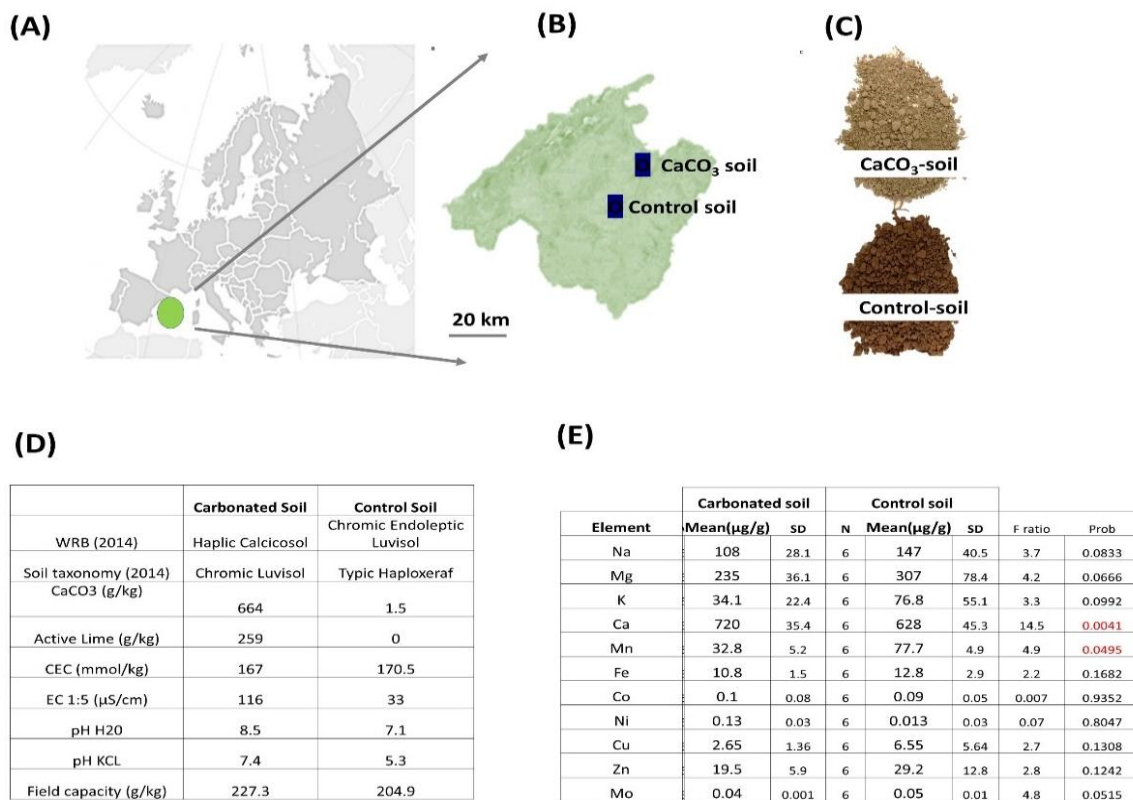 (A)
(B)
(C)
CaCO₃ soil
Control soil
20 km
CaCO₃-soil
Control-soil
(D)
Carbonated Soil Control Soil
WRB (2014) Haplic Calcicosol Chromic Endoleptic Luvisol
Soil taxonomy (2014) Chromic Luvisol Typic Haploxeraf
CaCO3 (g/kg) 664 1.5
Active Lime (g/kg) 259 0
CEC (mmol/kg) 167 170.5
EC 1:5 (µS/cm) 116 33
pH H20 8.5 7.1
pH KCL 7.4 5.3
Field capacity (g/kg) 227.3 204.9
(E)
Carbonated soil Control soil
Element Mean(µg/g) SD N Mean(µg/g) SD F ratio Prob
Na 108 28.1 6 147 40.5 3.7 0.0833
Mg 235 36.1 6 307 78.4 4.2 0.0666
K 34.1 22.4 6 76.8 55.1 3.3 0.0992
Ca 720 35.4 6 628 45.3 14.5 0.0041
Mn 32.8 5.2 6 77.7 4.9 4.9 0.0495
Fe 10.8 1.5 6 12.8 2.9 2.2 0.1682
Co 0.1 0.08 6 0.09 0.05 0.007 0.9352
Ni 0.13 0.03 6 0.013 0.03 0.07 0.8047
Cu 2.65 1.36 6 6.55 5.64 2.7 0.1308
Zn 19.5 5.9 6 29.2 12.8 2.8 0.1242
Mo 0.04 0.001 6 0.05 0.01 4.8 0.0515